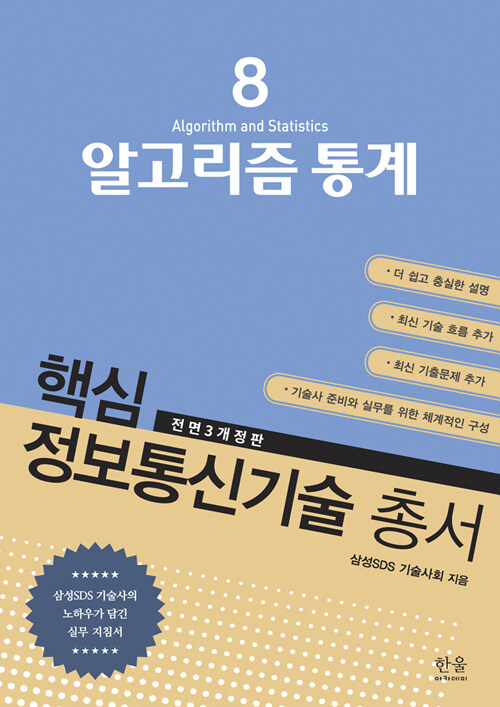 8
Algorithm and Statistics
알고리즘 통계
• 더 쉽고 충실한 설명
• 최신 기술 흐름 추가
• 최신 기출문제 추가
• 기술사 준비와 실무를 위한 체계적인 구성
핵심
전면3개정판
정보통신기술 총서
삼성SDS 기술사회 지음
★★★★★
삼성SDS 기술사의
노하우가 담긴
실무 지침서
★★★★★
한울
아카데미